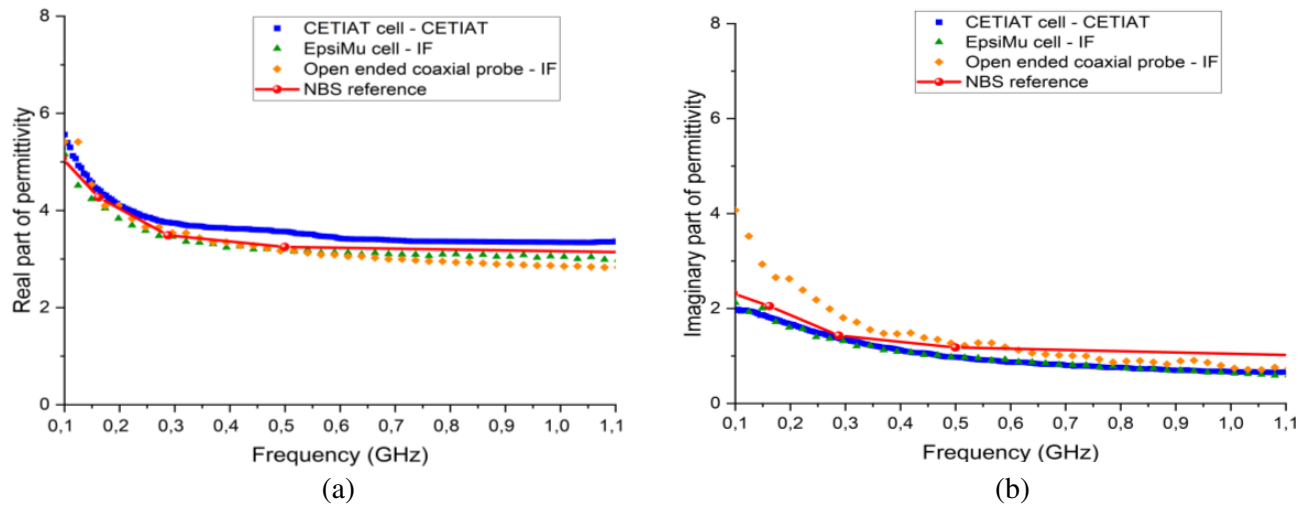 8
6
4
2
0
Real part of permittivity
CETIAT cell - CETIAT
EpsiMu cell - IF
Open ended coaxial probe - IF
NBS reference
0,1 0,2 0,3 0,4 0,5 0,6 0,7 0,8 0,9 1,0 1,1
Frequency (GHz)
(a)
8
6
4
2
0
Imaginary part of permittivity
CETIAT cell - CETIAT
EpsiMu cell - IF
Open ended coaxial probe - IF
NBS reference
0,1 0,2 0,3 0,4 0,5 0,6 0,7 0,8 0,9 1,0 1,1
Frequency (GHz)
(b)